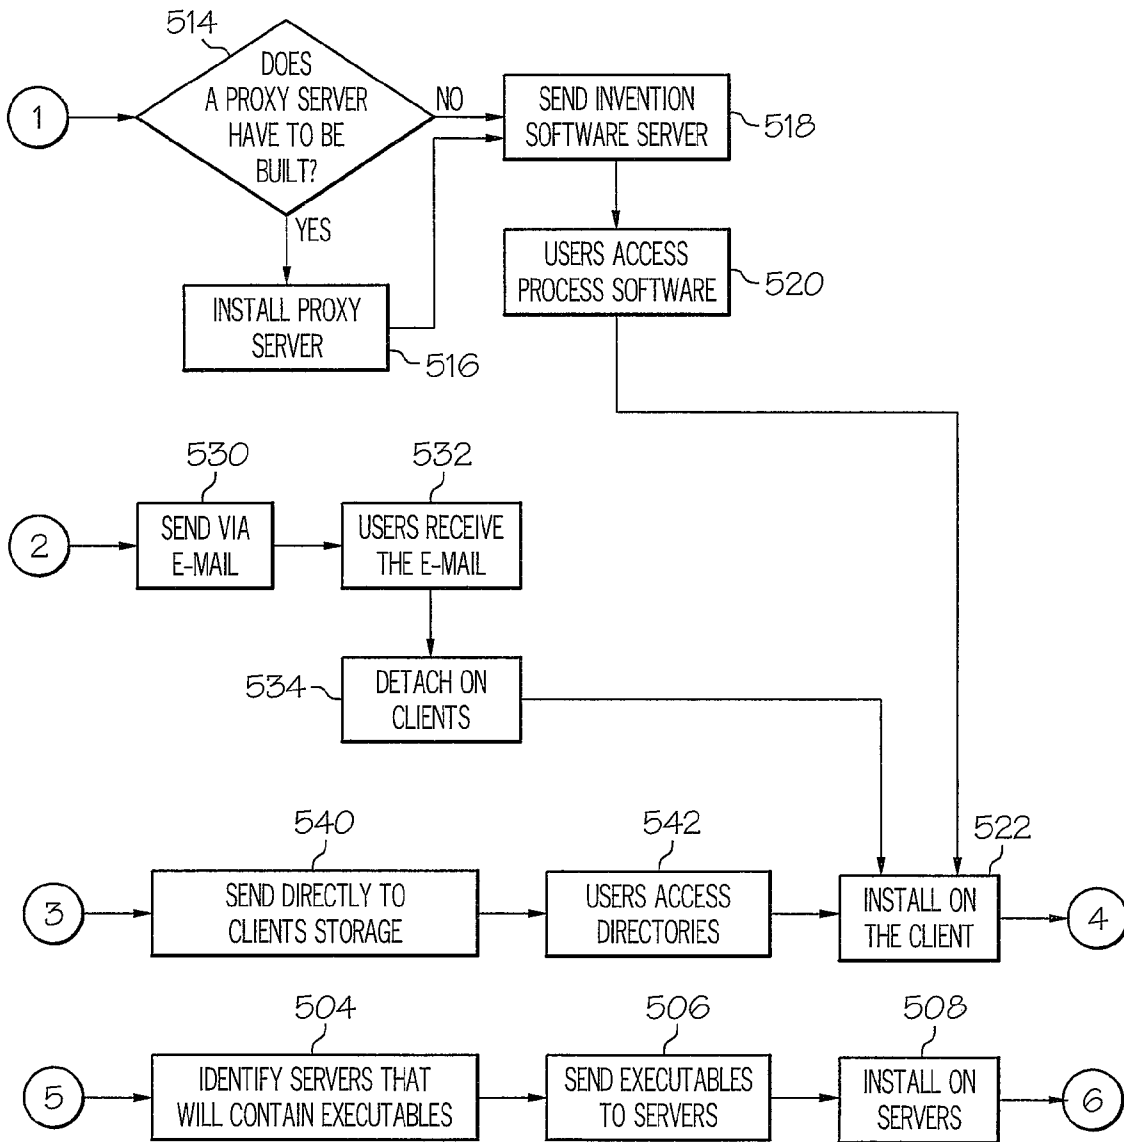 514
DOES
A PROXY SERVER
HAVE TO BE
BUILT?
1
NO
SEND INVENTION
SOFTWARE SERVER
518
YES
USERS ACCESS
PROCESS SOFTWARE
520
INSTALL PROXY
SERVER
516
530
532
2
SEND VIA
E-MAIL
USERS RECEIVE
THE E-MAIL
534
DETACH ON
CLIENTS
540
542
522
3
SEND DIRECTLY TO
CLIENTS STORAGE
USERS ACCESS
DIRECTORIES
INSTALL ON
THE CLIENT
4
504
506
508
5
IDENTIFY SERVERS THAT
WILL CONTAIN EXECUTABLES
SEND EXECUTABLES
TO SERVERS
INSTALL ON
SERVERS
6